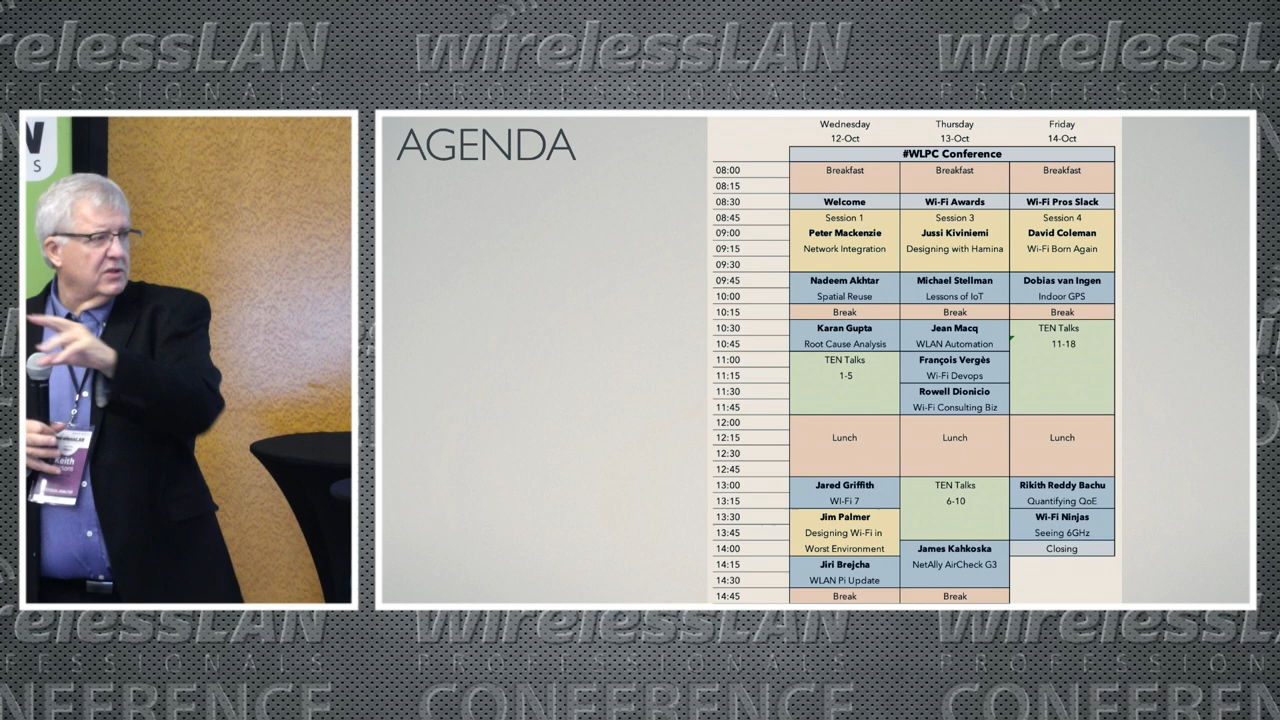 wirelessLAN
PROFESSIONALS
AGENDA
Wednesday Thursday Friday
12-Oct 13-Oct 14-Oct
#WLPC Conference
08:00 Breakfast Breakfast Breakfast
08:15
08:30 Welcome Wi-Fi Awards Wi-Fi Pros Slack
08:45 Session 1 Session 3 Session 4
09:00 Peter Mackenzie Jussi Kiviniemi David Coleman
09:15 Network Integration Designing with Hamina Wi-Fi Born Again
09:30
09:45 Nadeem Akhtar Michael Stellman Dobias van Ingen
10:00 Spatial Reuse Lessons of IoT Indoor GPS
10:15 Break Break Break
10:30 Karan Gupta Jean Macq TEN Talks
10:45 Root Cause Analysis WLAN Automation 11-18
11:00 TEN Talks François Vergès
11:15 1-5 Wi-Fi Devops
11:30 Rowell Dionicio
11:45 Wi-Fi Consulting Biz
12:00
12:15 Lunch Lunch Lunch
12:30
12:45
13:00 Jared Griffith TEN Talks Rikith Reddy Bachu
13:15 WI-Fi 7 6-10 Quantifying QoE
13:30 Jim Palmer Wi-Fi Ninjas
13:45 Designing Wi-Fi in Seeing 6GHz
14:00 Worst Environment James Kahkoska Closing
14:15 Jiri Brejcha NetAlly AirCheck G3
14:30 WLAN Pi Update
14:45 Break Break
Keith
wirelessLAN
PROFESSIONALS
CONFERENCE